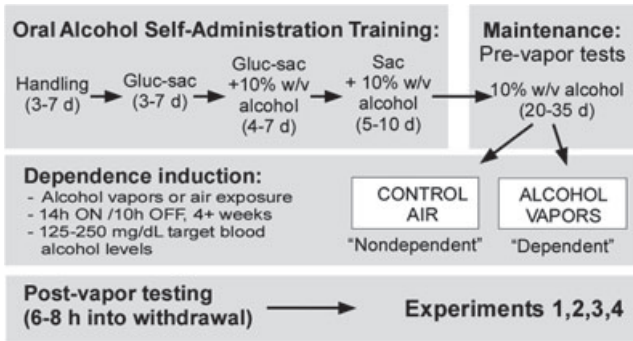 Oral Alcohol Self-Administration Training:
Handling
(3-7 d)
Gluc-sac
(3-7 d)
Gluc-sac
+10% w/v
alcohol
(4-7 d)
Sac
+ 10% w/v
alcohol
(5-10 d)
Maintenance:
Pre-vapor tests
10% w/v alcohol
(20-35 d)
Dependence induction:
- Alcohol vapors or air exposure
- 14h ON /10h OFF, 4+ weeks
- 125-250 mg/dL target blood
alcohol levels
CONTROL
AIR
"Nondependent"
ALCOHOL
VAPORS
"Dependent"
Post-vapor testing
(6-8 h into withdrawal)
Experiments 1,2,3,4